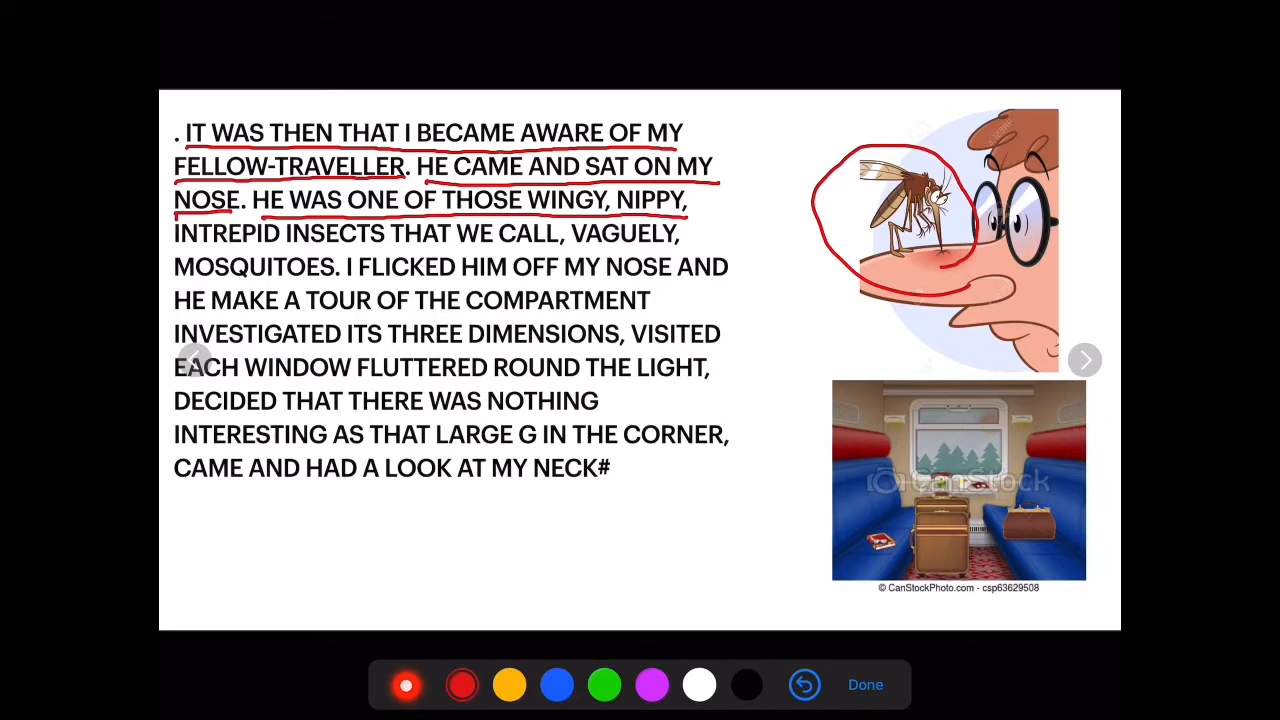 . IT WAS THEN THAT I BECAME AWARE OF MY
FELLOW-TRAVELLER. HE CAME AND SAT ON MY
NOSE. HE WAS ONE OF THOSE WINGY, NIPPY,
INTREPID INSECTS THAT WE CALL, VAGUELY,
MOSQUITOES. I FLICKED HIM OFF MY NOSE AND
HE MAKE A TOUR OF THE COMPARTMENT
INVESTIGATED ITS THREE DIMENSIONS, VISITED
EACH WINDOW FLUTTERED ROUND THE LIGHT,
DECIDED THAT THERE WAS NOTHING
INTERESTING AS THAT LARGE G IN THE CORNER,
CAME AND HAD A LOOK AT MY NECK#
CanStock
© CanStockPhoto.com - csp63629508
Done